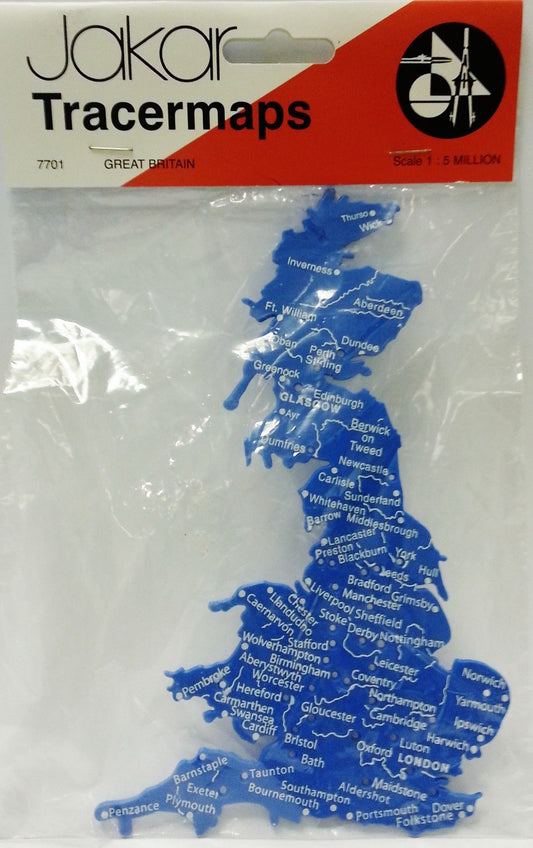 Jakar
Tracermaps
7701 GREAT BRITAIN Scale 1 : 5 MILLION
Thurso
Wick
Inverness
Aberdeen
Ft. William
Oban
Perth
Dundee
Stirling
Greenock
GLASGOW
Edinburgh
Ayr
Berwick
on
Tweed
Dumfries
Newcastle
Carlisle
Sunderland
Whitehaven
Barrow
Middlesbrough
Lancaster
Preston
Blackburn
York
Hull
Leeds
Bradford
Grimsby
Manchester
Liverpool
Sheffield
Chester
Llandudno
Caernarvon
Stoke
Derby
Nottingham
Stafford
Wolverhampton
Leicester
Birmingham
Aberystwyth
Coventry
Norwich
Worcester
Pembroke
Hereford
Northampton
Yarmouth
Carmarthen
Gloucester
Cambridge
Ipswich
Swansea
Cardiff
Bristol
Luton
Harwich
Oxford
LONDON
Bath
Barnstaple
Taunton
Exeter
Southampton
Aldershot
Maidstone
Bournemouth
Penzance
Plymouth
Portsmouth
Dover
Folkstone